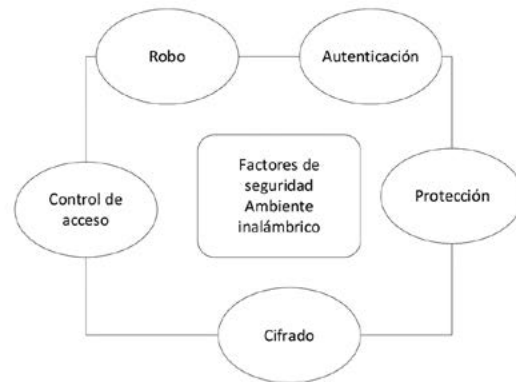 Robo
Autenticación
Factores de
seguridad
Ambiente
inalámbrico
Control de
acceso
Protección
Cifrado